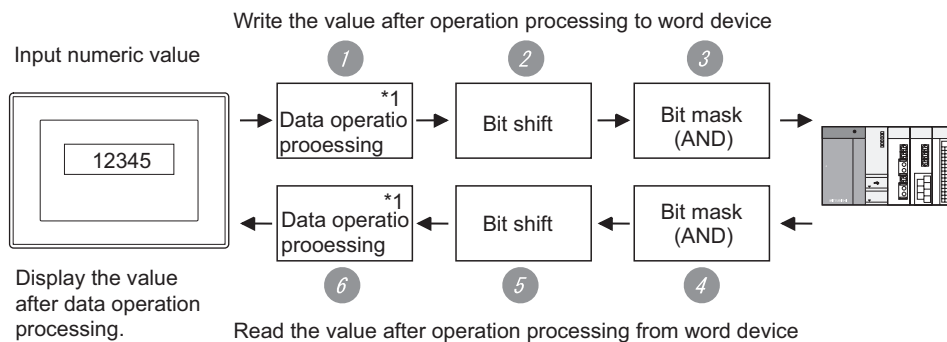 Write the value after operation processing to word device
Input numeric value
1
2
3
*1
Data operatio
prooessing
Bit shift
Bit mask
(AND)
12345
*1
Data operatio
prooessing
Bit shift
Bit mask
(AND)
6
5
4
Display the value
after data operation
processing.
Read the value after operation processing from word device